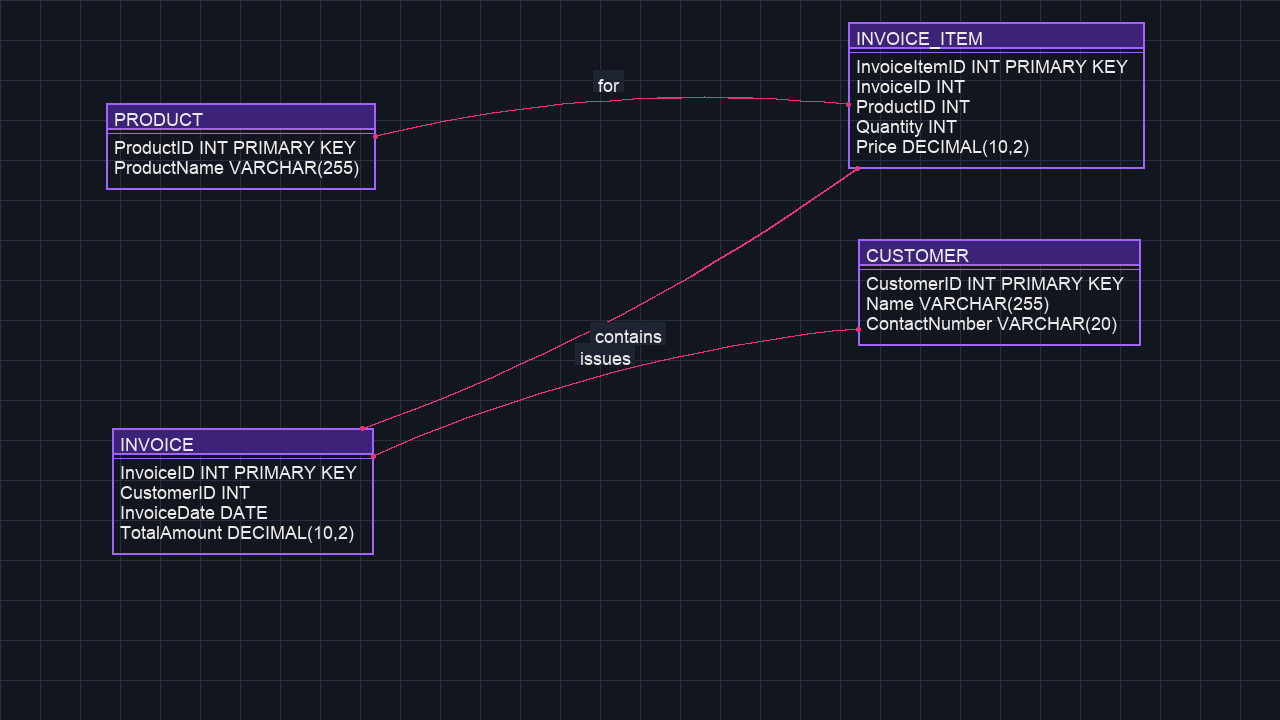 INVOICE_ITEM
InvoiceItemID INT PRIMARY KEY
InvoiceID INT
ProductID INT
Quantity INT
Price DECIMAL(10,2)
for
PRODUCT
ProductID INT PRIMARY KEY
ProductName VARCHAR(255)
CUSTOMER
CustomerID INT PRIMARY KEY
Name VARCHAR(255)
ContactNumber VARCHAR(20)
contains
issues
INVOICE
InvoiceID INT PRIMARY KEY
CustomerID INT
InvoiceDate DATE
TotalAmount DECIMAL(10,2)